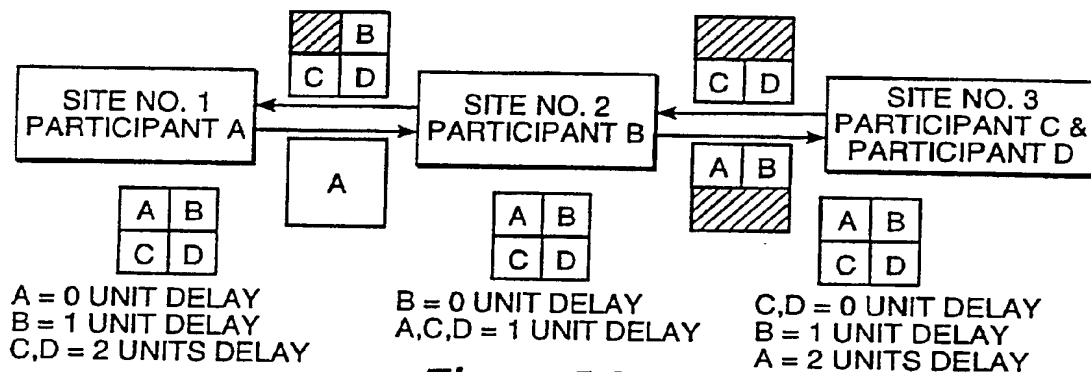 B
C D
C D
SITE NO. 1
PARTICIPANT A
SITE NO. 2
PARTICIPANT B
SITE NO. 3
PARTICIPANT C &
PARTICIPANT D
A
A B
A B
C D
A B
C D
A B
C D
A = 0 UNIT DELAY
B = 1 UNIT DELAY
C,D = 2 UNITS DELAY
B = 0 UNIT DELAY
A,C,D = 1 UNIT DELAY
C,D = 0 UNIT DELAY
B = 1 UNIT DELAY
A = 2 UNITS DELAY